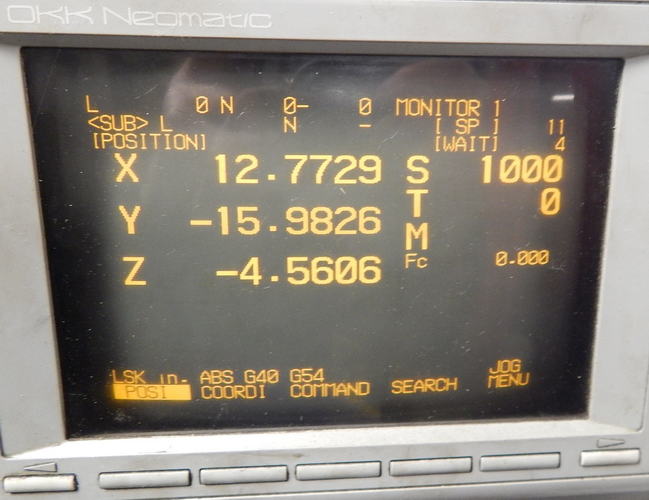 OKK Neomatic
L 0 N 0- 0 MONITOR 1
<SUB> L N - [ SP ] 11
[POSITION] [WAIT] 4
X 12.7729 S 1000
Y -15.9826 T 0
M
Z -4.5606 Fc 0.000
LSK in. ABS G40 G54 JOG
POSI COORDI COMMAND SEARCH MENU